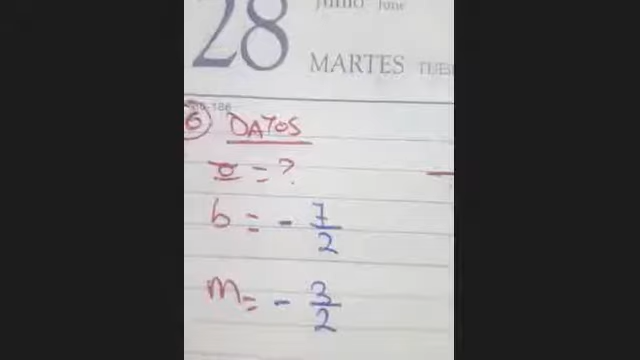 28
Junio June
MARTES
6 DATOS
= ?
b = - 7/2
m = - 3/2